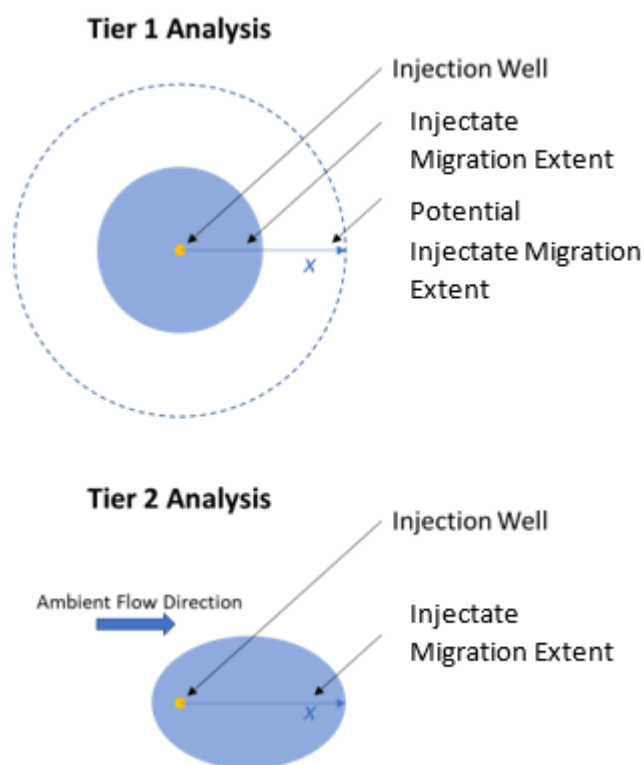 Tier 1 Analysis
Injection Well
Injectate
Migration Extent
Potential
Injectate Migration
Extent
x
Tier 2 Analysis
Injection Well
Ambient Flow Direction
Injectate
Migration Extent
x